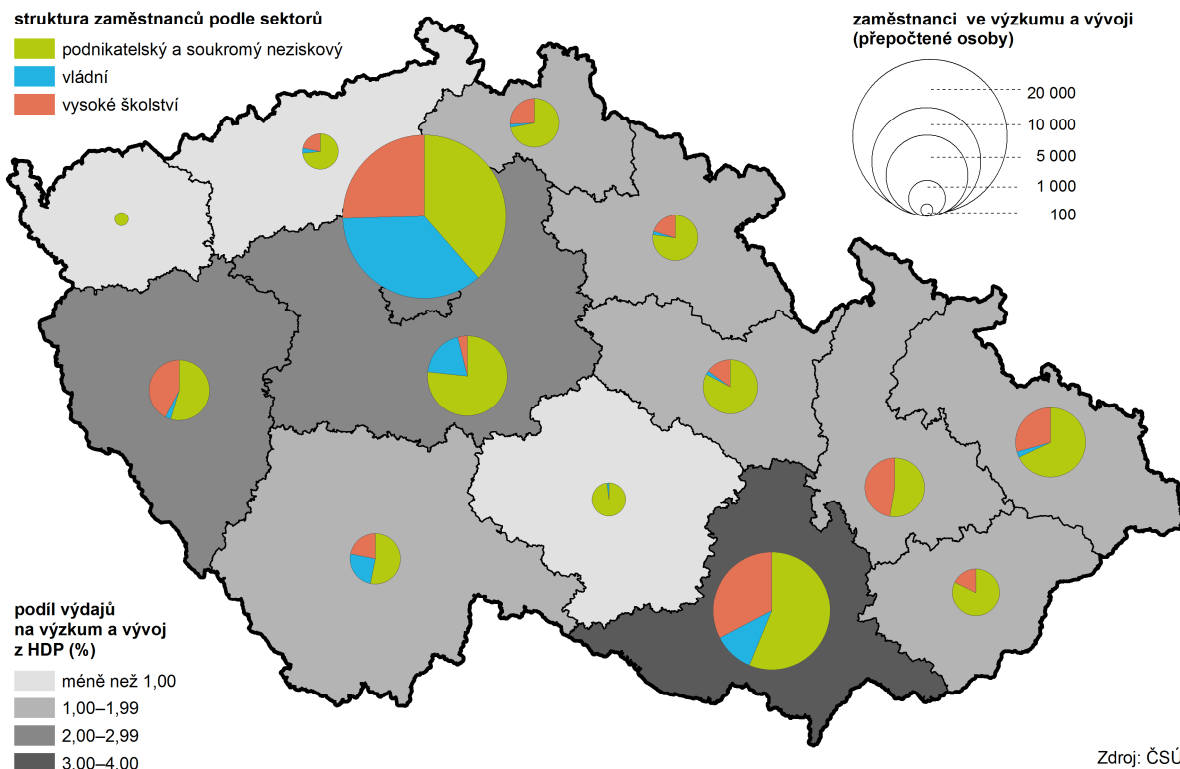 struktura zaměstnanců podle sektorů
podnikatelský a soukromý neziskový
vládní
vysoké školství
zaměstnanci ve výzkumu a vývoji
(přepočtené osoby)
20 000
10 000
5 000
1 000
100
podíl výdajů
na výzkum a vývoj
z HDP (%)
méně než 1,00
1,00–1,99
2,00–2,99
3,00–4,00
Zdroj: ČSÚ